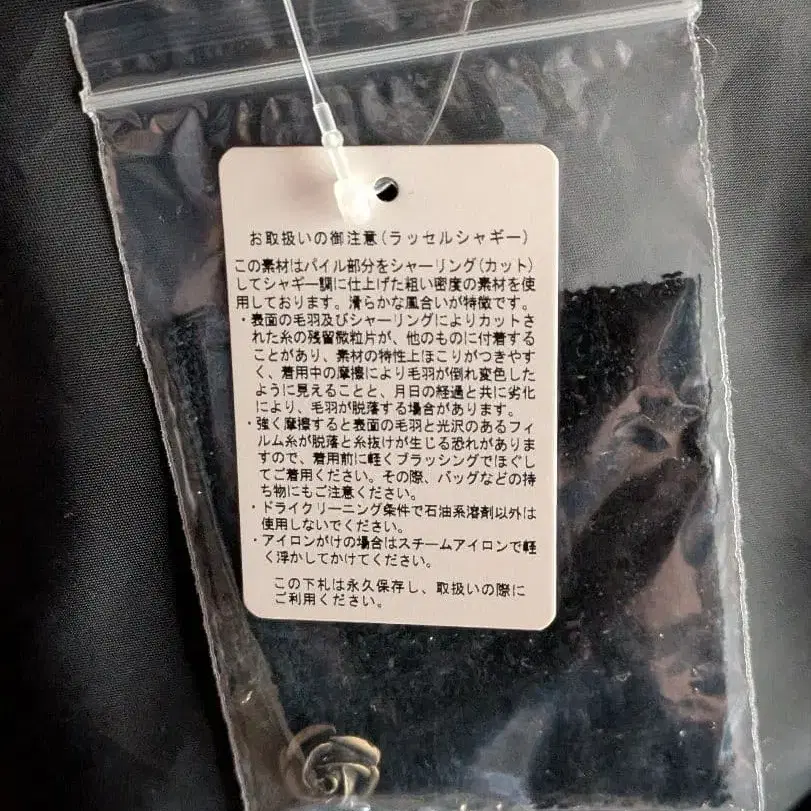 お取扱いの御注意(ラッセルシャギー)
この素材はパイル部分をシャーリング(カット)
してシャギー調に仕上げた粗い密度の素材を使
用しております。滑らかな風合いが特徴です。
・表面の毛羽及びシャーリングによりカットさ
れた糸の残留微粒片が、他のものに付着する
ことがあり、素材の特性上ほこりがつきやす
く、着用中の摩擦により毛羽が倒れ変色した
ように見えることと、月日の経過と共に劣化
により、毛羽が脱落する場合があります。
・強く摩擦すると表面の毛羽と光沢のあるフィ
ルム糸が脱落と糸抜けが生じる恐れがありま
すので、着用前に軽くブラッシングでほぐし
てご着用ください。その際、バッグなどの持
ち物にもご注意ください。
・ドライクリーニング条件で石油系溶剤以外は
使用しないでください。
・アイロンがけの場合はスチームアイロンで軽
く浮かしてかけてください。
この下札は永久保存し、取扱いの際に
ご利用ください。